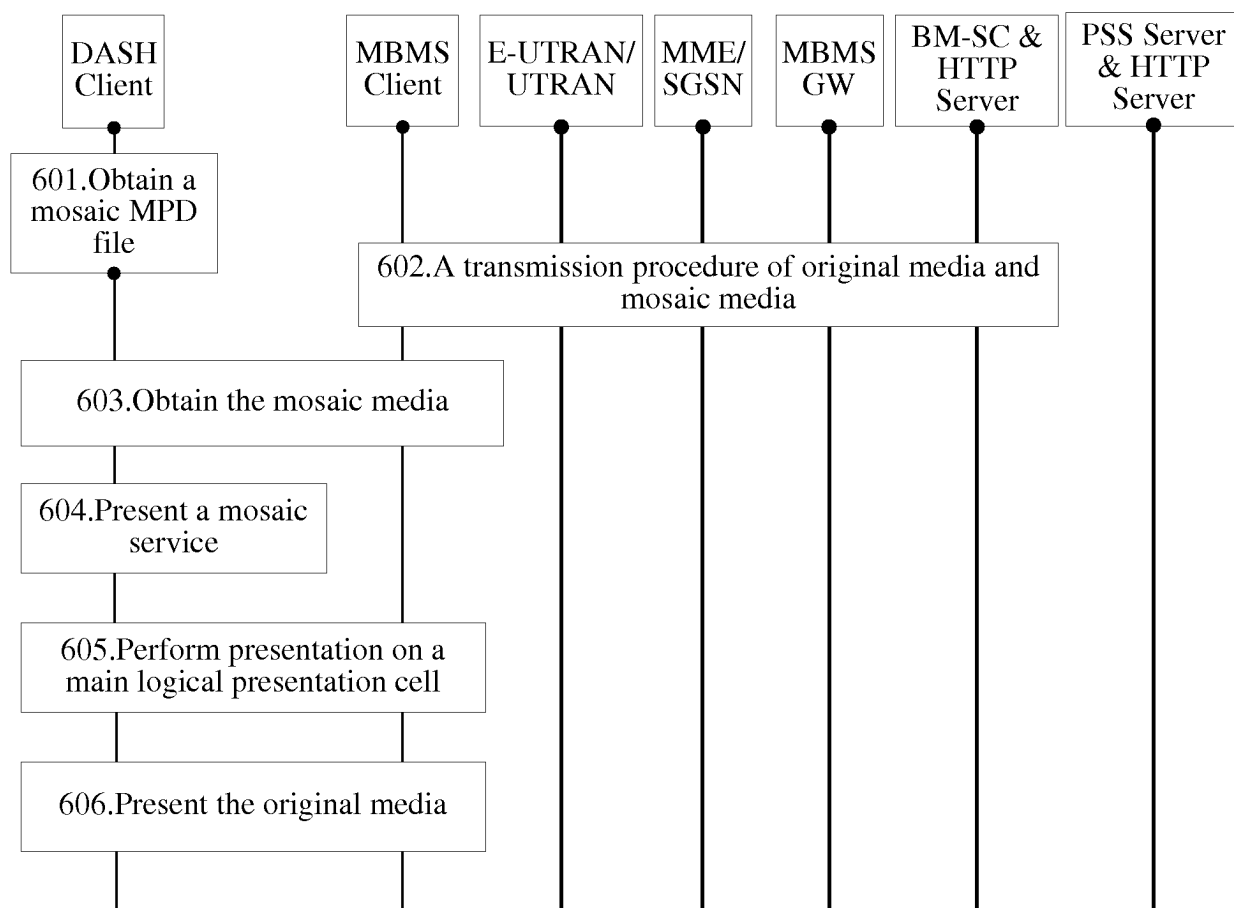 DASH
Client
MBMS
Client
E-UTRAN/
UTRAN
MME/
SGSN
MBMS
GW
BM-SC &
HTTP
Server
PSS Server
& HTTP
Server
601.Obtain a
mosaic MPD
file
602.A transmission procedure of original media and
mosaic media
603.Obtain the mosaic media
604.Present a mosaic
service
605.Perform presentation on a
main logical presentation cell
606.Present the original media